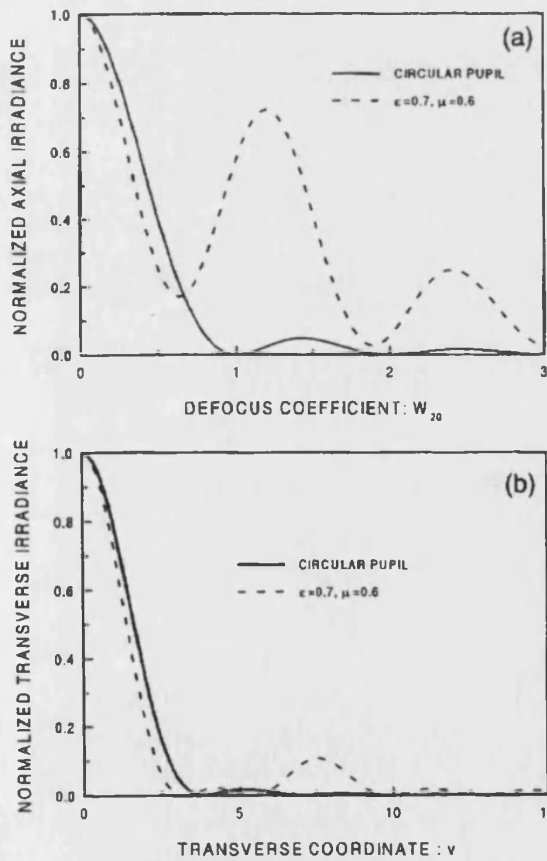 (a)
CIRCULAR PUPIL
ε=0.7, μ=0.6
NORMALIZED AXIAL IRRADIANCE
1.0
0.8
0.6
0.4
0.2
0.0
0 1 2 3
DEFOCUS COEFFICIENT: W₂₀
(b)
CIRCULAR PUPIL
ε=0.7, μ=0.6
NORMALIZED TRANSVERSE IRRADIANCE
1.0
0.8
0.6
0.4
0.2
0.0
0 5 10 15
TRANSVERSE COORDINATE : v